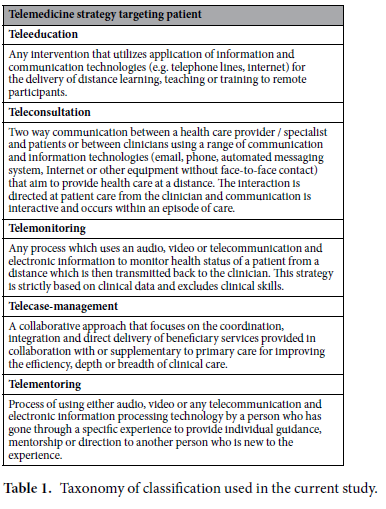 Telemedicine strategy targeting patient
Teleeducation
Any intervention that utilizes application of information and
communication technologies (e.g. telephone lines, internet) for
the delivery of distance learning, teaching or training to remote
participants.
Teleconsultation
Two way communication between a health care provider / specialist
and patients or between clinicians using a range of communication
and information technologies (email, phone, automated messaging
system, Internet or other equipment without face-to-face contact)
that aim to provide health care at a distance. The interaction is
directed at patient care from the clinician and communication is
interactive and occurs within an episode of care.
Telemonitoring
Any process which uses an audio, video or telecommunication and
electronic information to monitor health status of a patient from a
distance which is then transmitted back to the clinician. This strategy
is strictly based on clinical data and excludes clinical skills.
Telecase-management
A collaborative approach that focuses on the coordination,
integration and direct delivery of beneficiary services provided in
collaboration with or supplementary to primary care for improving
the efficiency, depth or breadth of clinical care.
Telementoring
Process of using either audio, video or any telecommunication and
electronic information processing technology by a person who has
gone through a specific experience to provide individual guidance,
mentorship or direction to another person who is new to the
experience.
Table 1. Taxonomy of classification used in the current study.